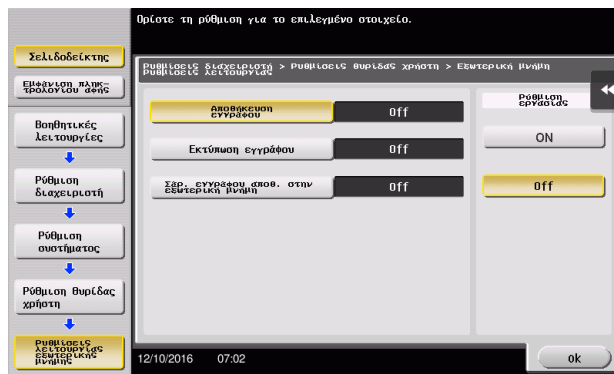 Ορίστε τη ρύθμιση για το επιλεγμένο στοιχείο.
Σελιδοδείκτης
Εμφάνιση πληκ-
τρολογίου αφής
Βοηθητικές
λειτουργίες
Ρύθμιση
διαχειριστή
Ρύθμιση
συστήματος
Ρύθμιση θυρίδας
χρήστη
Ρυθμίσεις
λειτουργίας
εξωτερικής
μνήμης
Ρυθμίσεις διαχειριστή > Ρυθμίσεις θυρίδας χρήστη > Εξωτερική μνήμη
Ρυθμίσεις λειτουργίας
Αποθήκευση
εγγράφου
Off
Εκτύπωση εγγράφου
Off
Σάρ. εγγράφου αποθ. στην
εξωτερική μνήμη
Off
Ρύθμιση
εργασίας
ON
Off
12/10/2016 07:02
ok